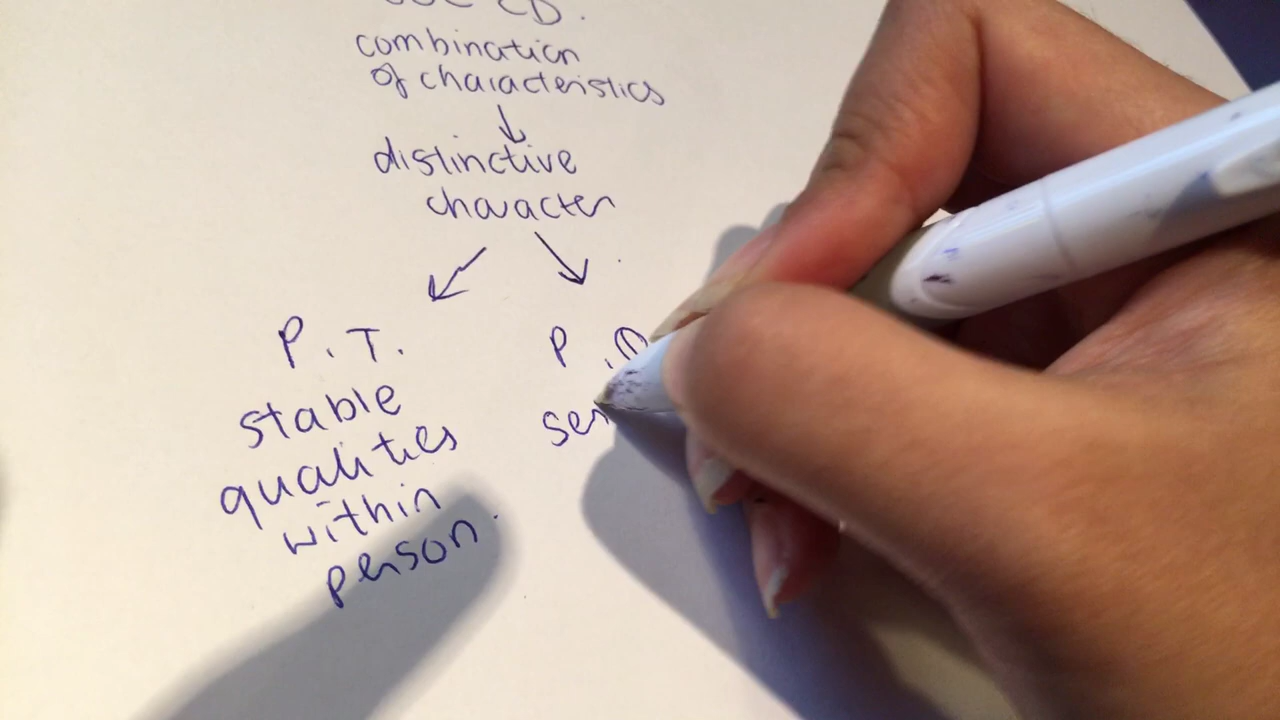 combination
of characteristics
distinctive
character
P.T.
P.
stable
qualities
within
person.